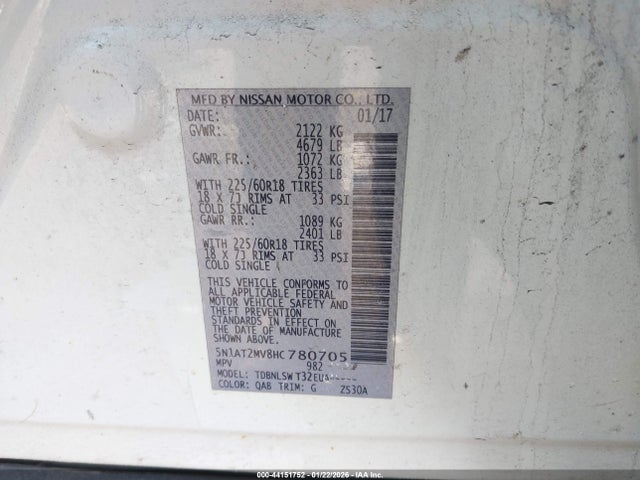 MFD BY NISSAN MOTOR CO., LTD.
DATE: 01/17
GVWR: 2122 KG
4679 LB
GAWR FR.: 1072 KG
2363 LB
WITH 225/60R18 TIRES
18 X 7J RIMS AT 33 PSI
COLD SINGLE
GAWR RR.: 1089 KG
2401 LB
WITH 225/60R18 TIRES
18 X 7J RIMS AT 33 PSI
COLD SINGLE
THIS VEHICLE CONFORMS TO
ALL APPLICABLE FEDERAL
MOTOR VEHICLE SAFETY
AND THEFT PREVENTION
STANDARDS IN EFFECT ON
THE DATE OF MANUFACTURE
SHOWN ABOVE.
5N1AT2MV8HC780705
MPV 982
MODEL: TDBNLSW
COLOR: QAB TRIM: G 2S30A
000-44151752 - 01/22/2026 - IAAI.COM